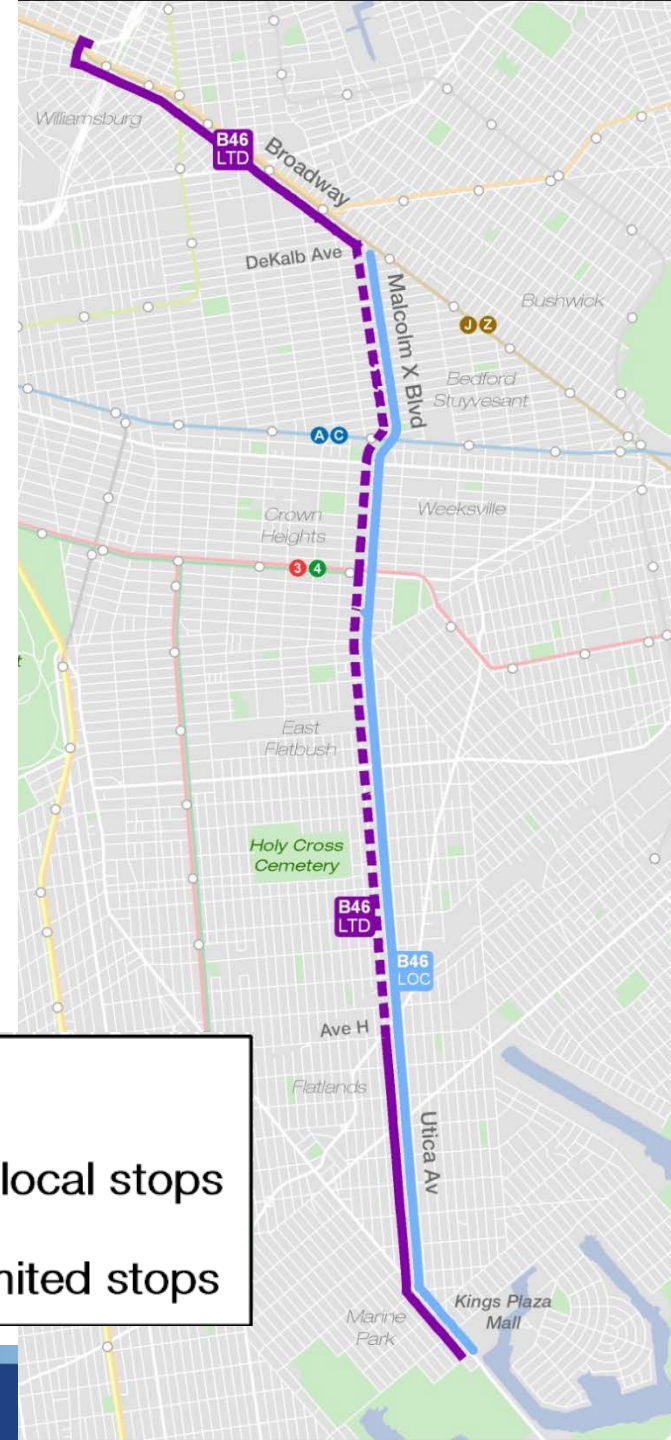 Williamsburg
B46
LTD
Broadway
DeKalb Ave
Malcolm X Blvd
Bushwick
J Z
Bedford
Stuyvesant
A C
Crown
Heights
Weeksville
3 4
East
Flatbush
Holy Cross
Cemetery
B46
LTD
B46
LOC
Ave H
Flatlands
Utica Av
local stops
stops
Kings Plaza
Mall
Marine
Park